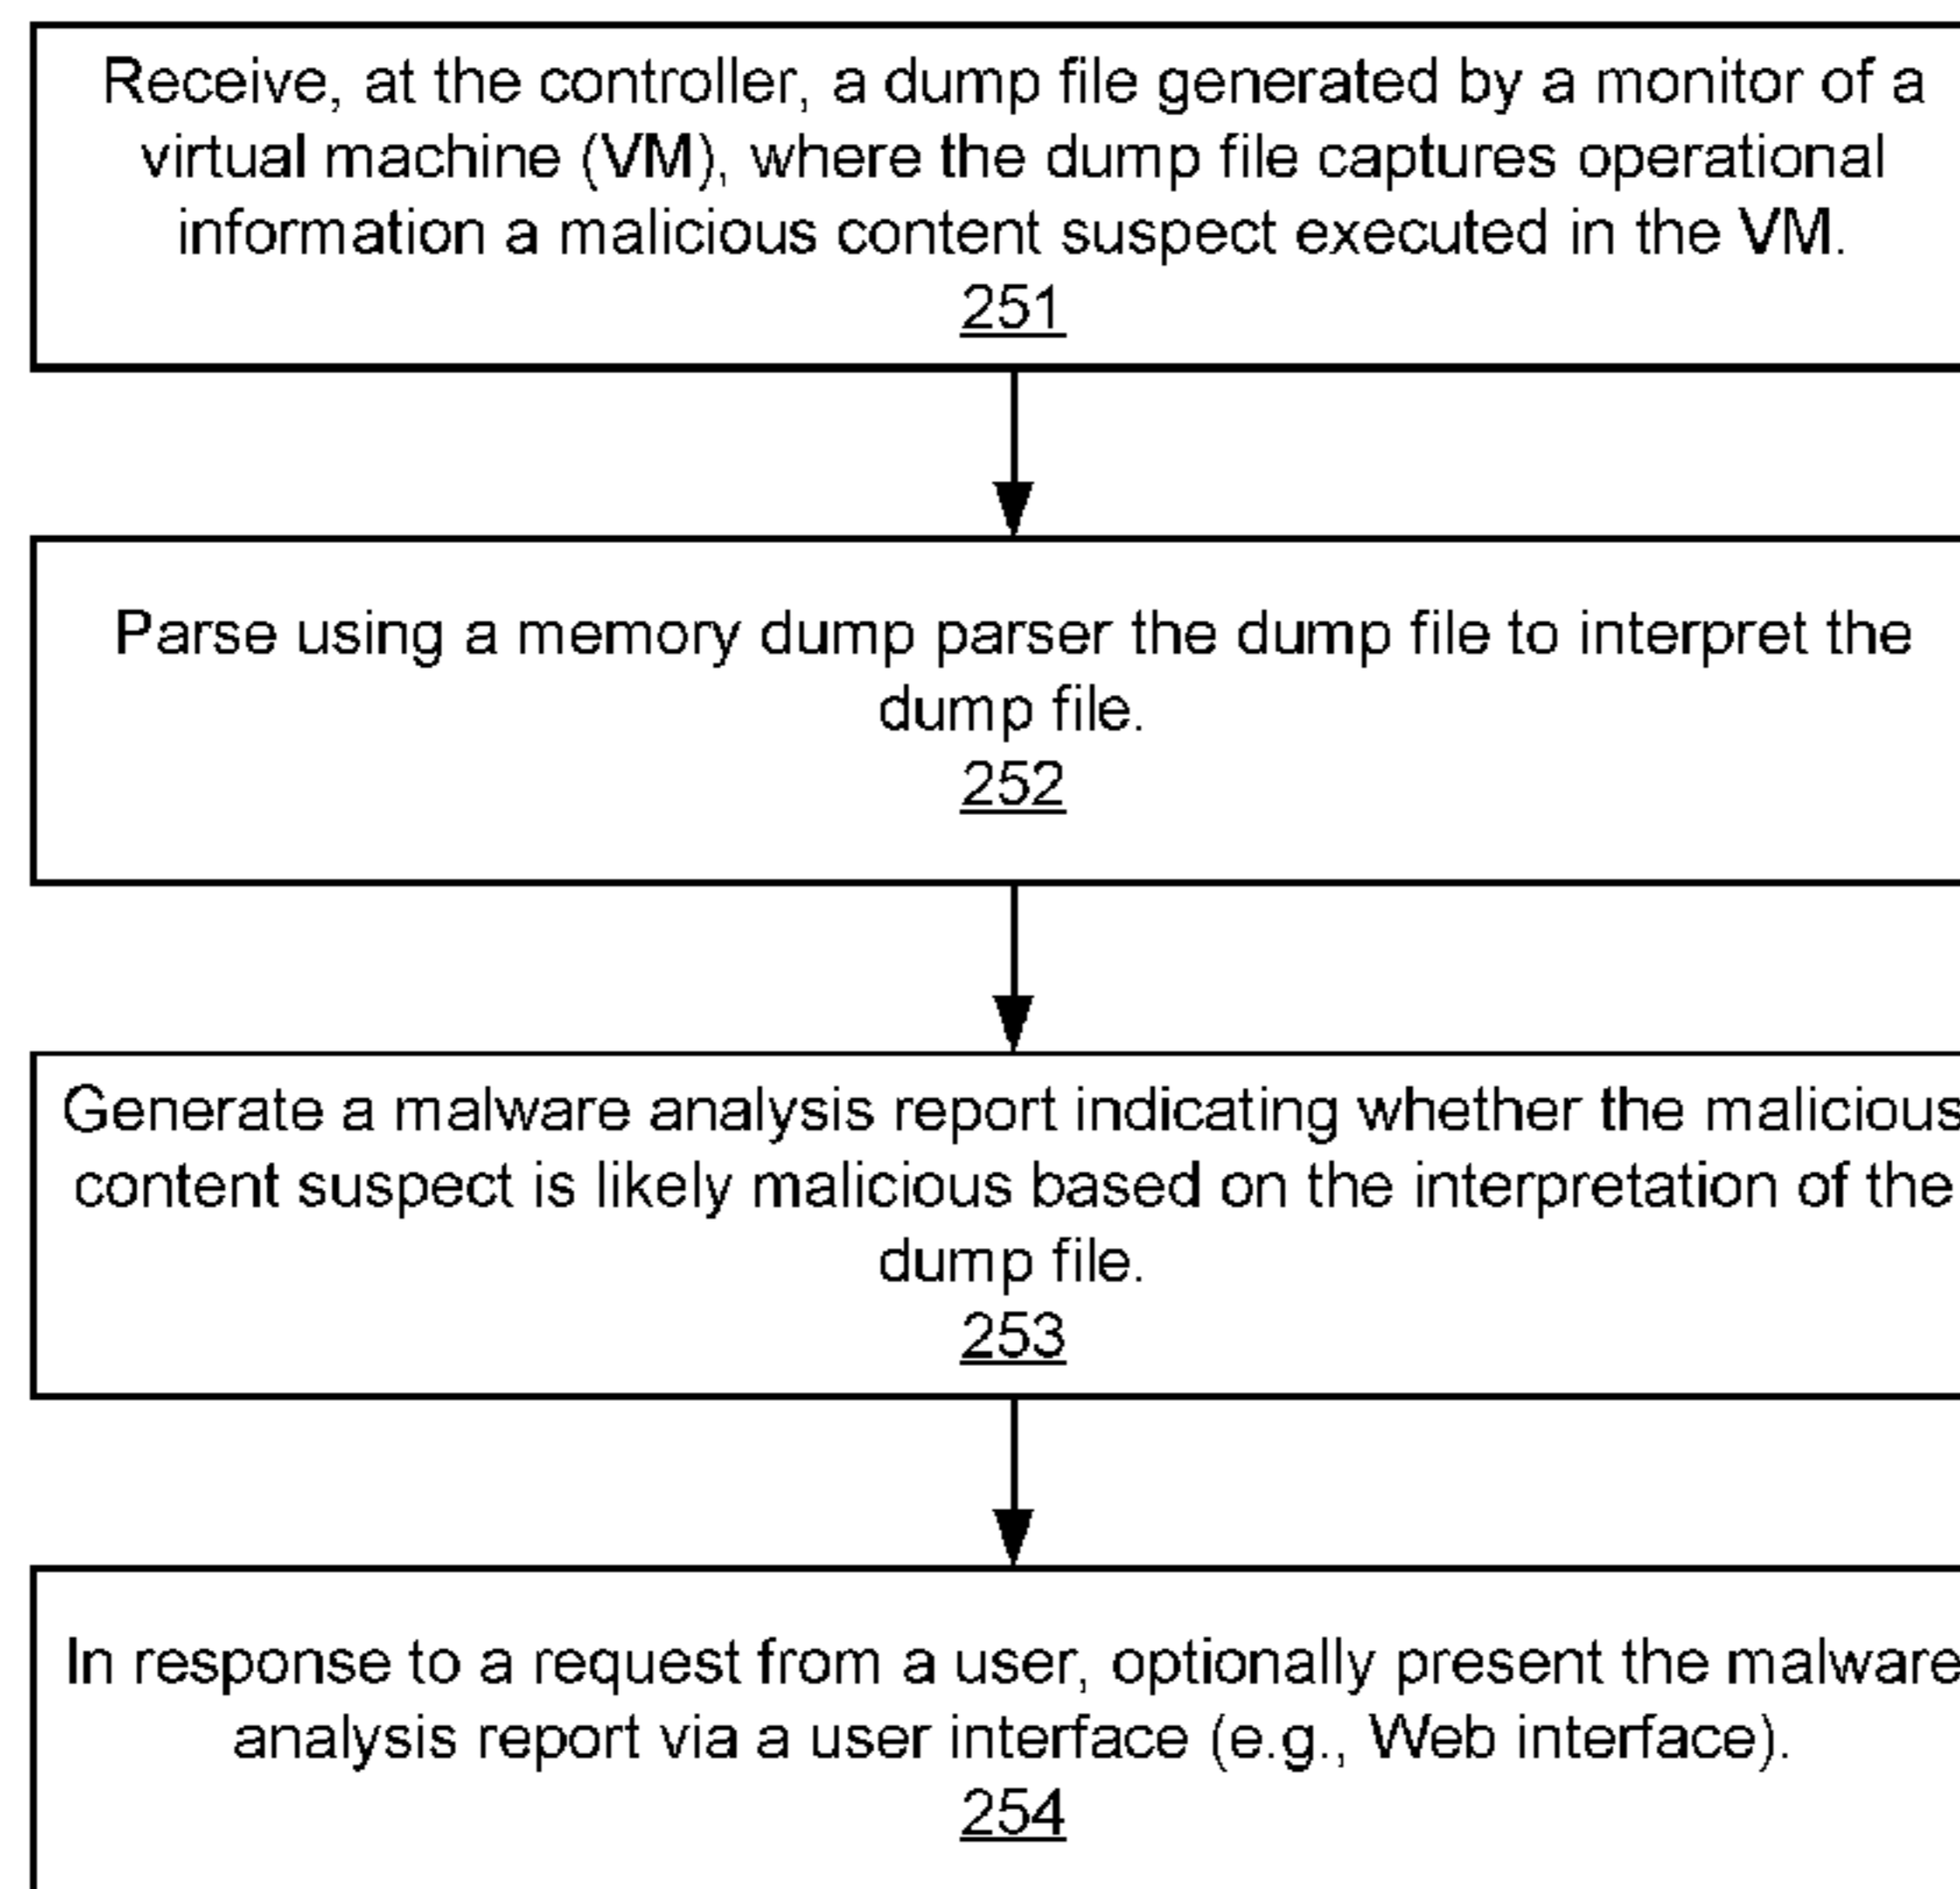 Receive, at the controller, a dump file generated by a monitor of a
virtual machine (VM), where the dump file captures operational
information a malicious content suspect executed in the VM.
251
Parse using a memory dump parser the dump file to interpret the
dump file.
252
Generate a malware analysis report indicating whether the malicious
content suspect is likely malicious based on the interpretation of the
dump file.
253
In response to a request from a user, optionally present the malware
analysis report via a user interface (e.g., Web interface).
254